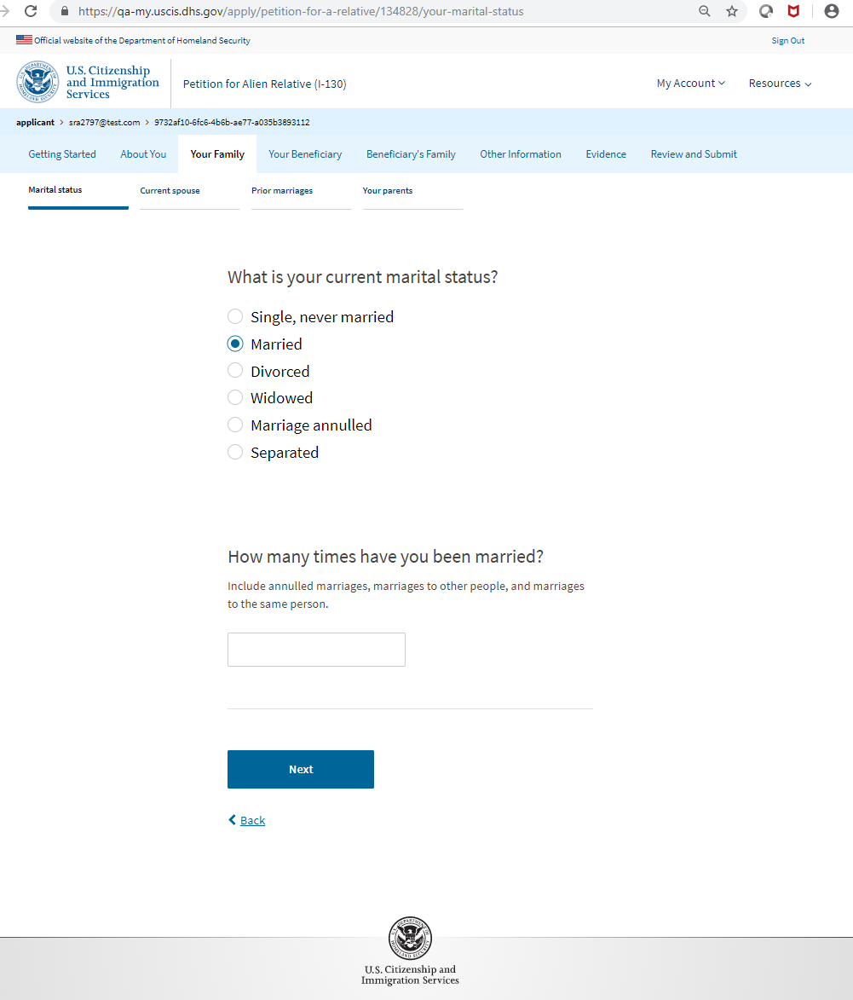 https://qa-my.uscis.dhs.gov/apply/petition-for-a-relative/134828/your-marital-status
Official website of the Department of Homeland Security
Sign Out
U.S. Citizenship
and Immigration
Services
Petition for Alien Relative (I-130)
My Account
Resources
applicant > sra2797@test.com > 9732af10-6fc6-4b6b-ae77-a035b3893112
Getting Started About You Your Family Your Beneficiary Beneficiary's Family Other Information Evidence Review and Submit
Marital status Current spouse Prior marriages Your parents
What is your current marital status?
Single, never married
Married
Divorced
Widowed
Marriage annulled
Separated
How many times have you been married?
Include annulled marriages, marriages to other people, and marriages
to the same person.
Next
Back
U.S. Citizenship and
Immigration Services